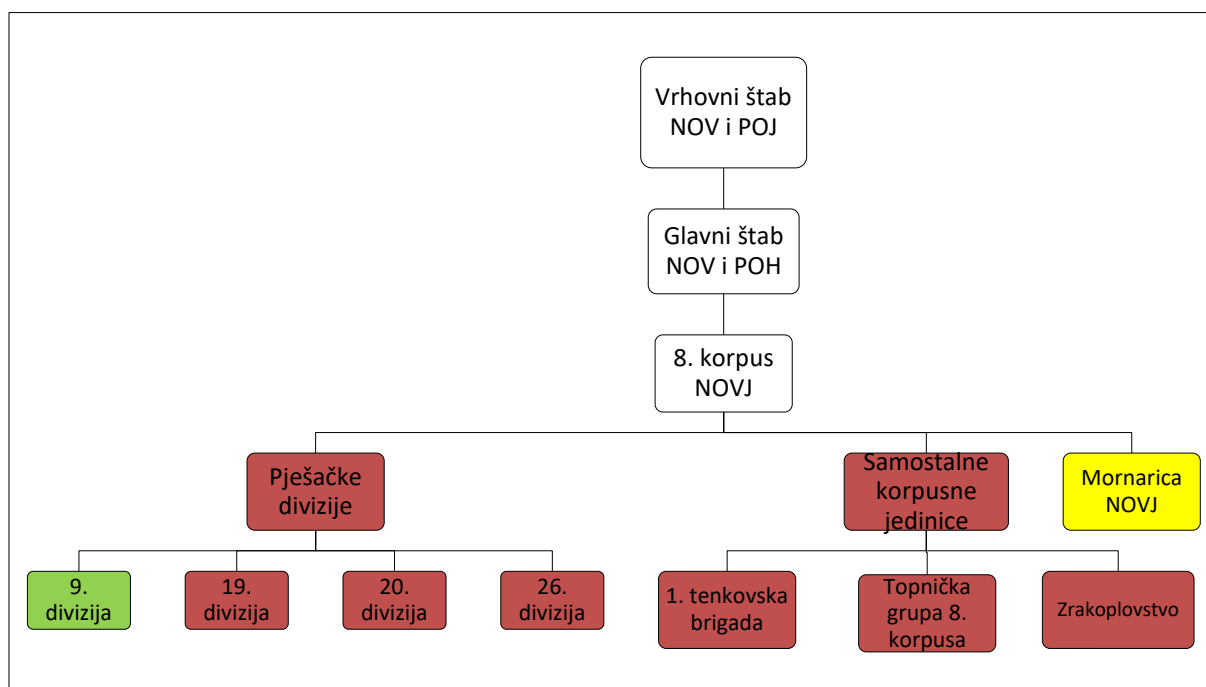 Vrhovni štab
NOV i POJ
Glavni štab
NOV i POH
8. korpus
NOVJ
Pješačke
divizije
Samostalne
korpusne
jedinice
Mornarica
NOVJ
9.
divizija
19.
divizija
20.
divizija
26.
divizija
1. tenkovska
brigada
Topnička
grupa 8.
korpusa
Zrakoplovstvo